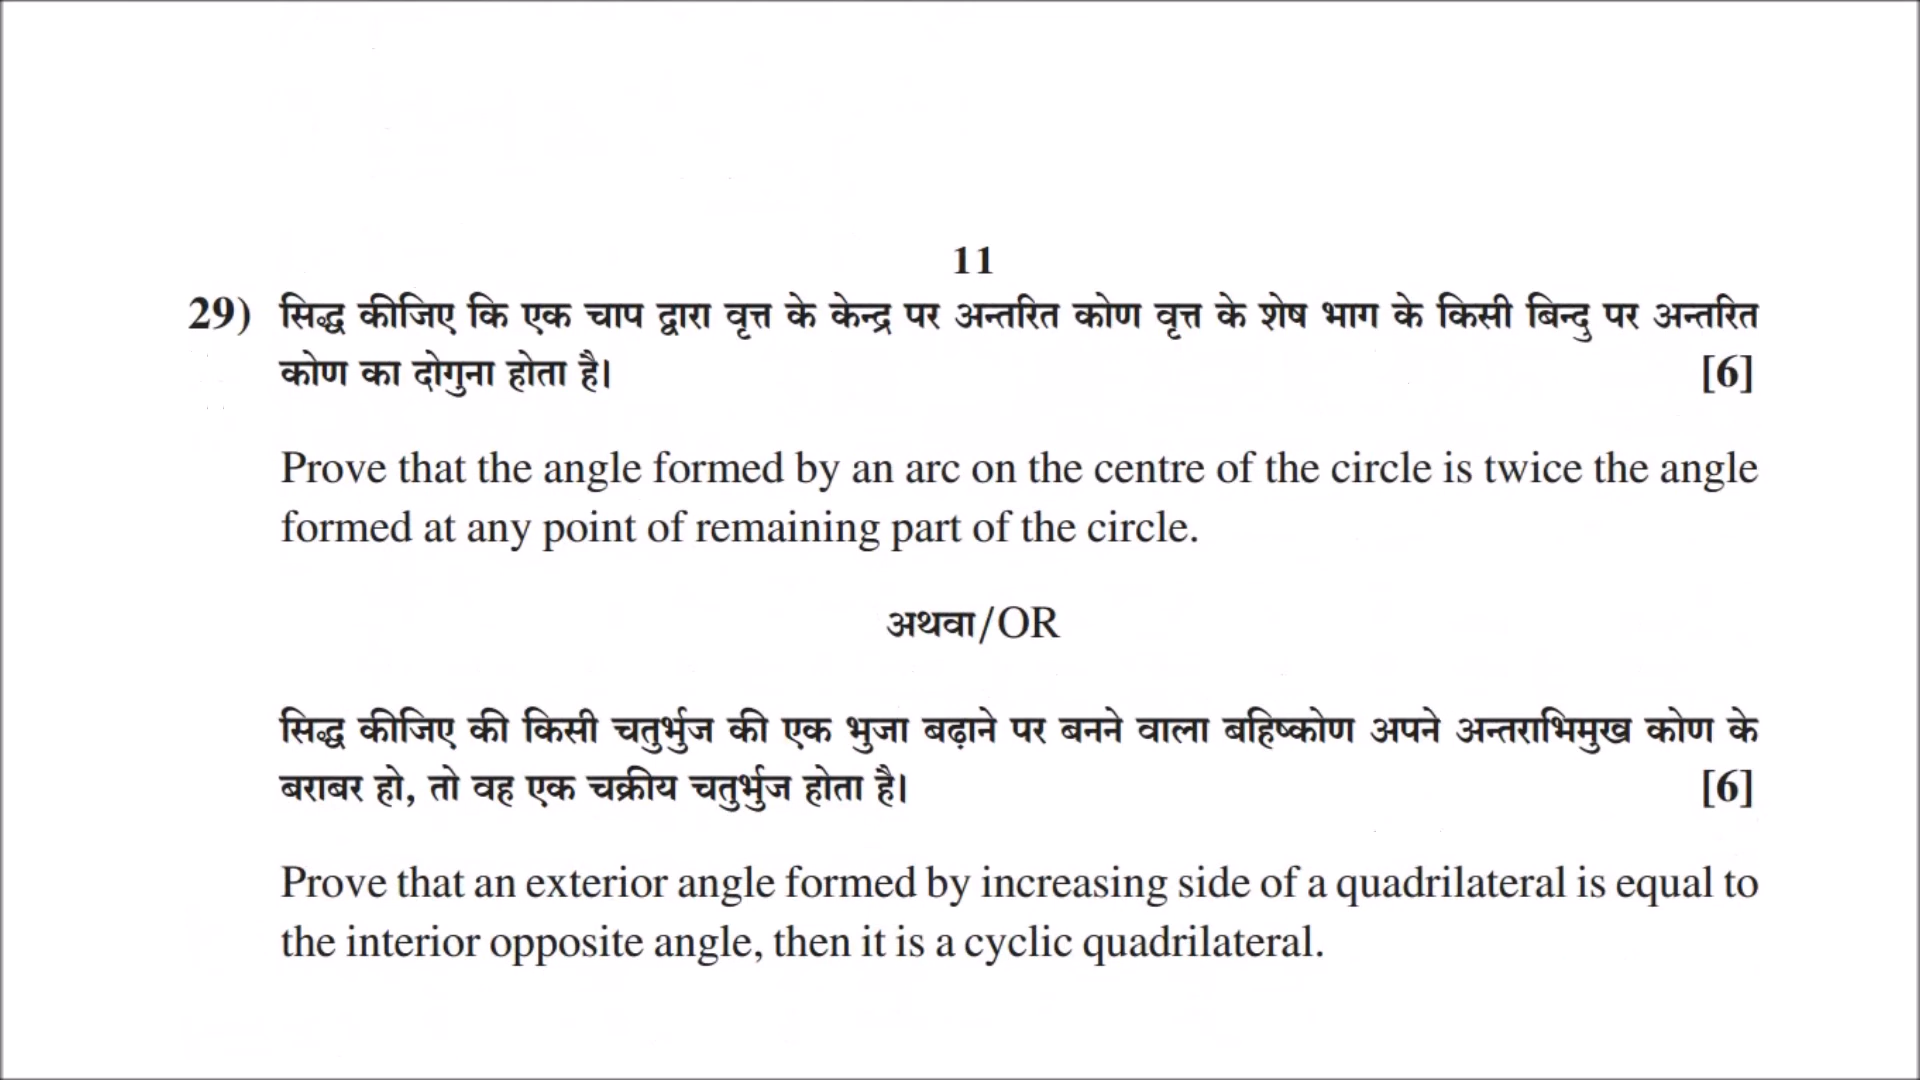 11
29) सिद्ध कीजिए कि एक चाप द्वारा वृत्त के केन्द्र पर अन्तरित कोण वृत्त के शेष भाग के किसी बिन्दु पर अन्तरित
कोण का दोगुना होता है। [6]
Prove that the angle formed by an arc on the centre of the circle is twice the angle
formed at any point of remaining part of the circle.
अथवा/OR
सिद्ध कीजिए की किसी चतुर्भुज की एक भुजा बढ़ाने पर बनने वाला बहिष्कोण अपने अन्तराभिमुख कोण के
बराबर हो, तो वह एक चक्रीय चतुर्भुज होता है। [6]
Prove that an exterior angle formed by increasing side of a quadrilateral is equal to
the interior opposite angle, then it is a cyclic quadrilateral.